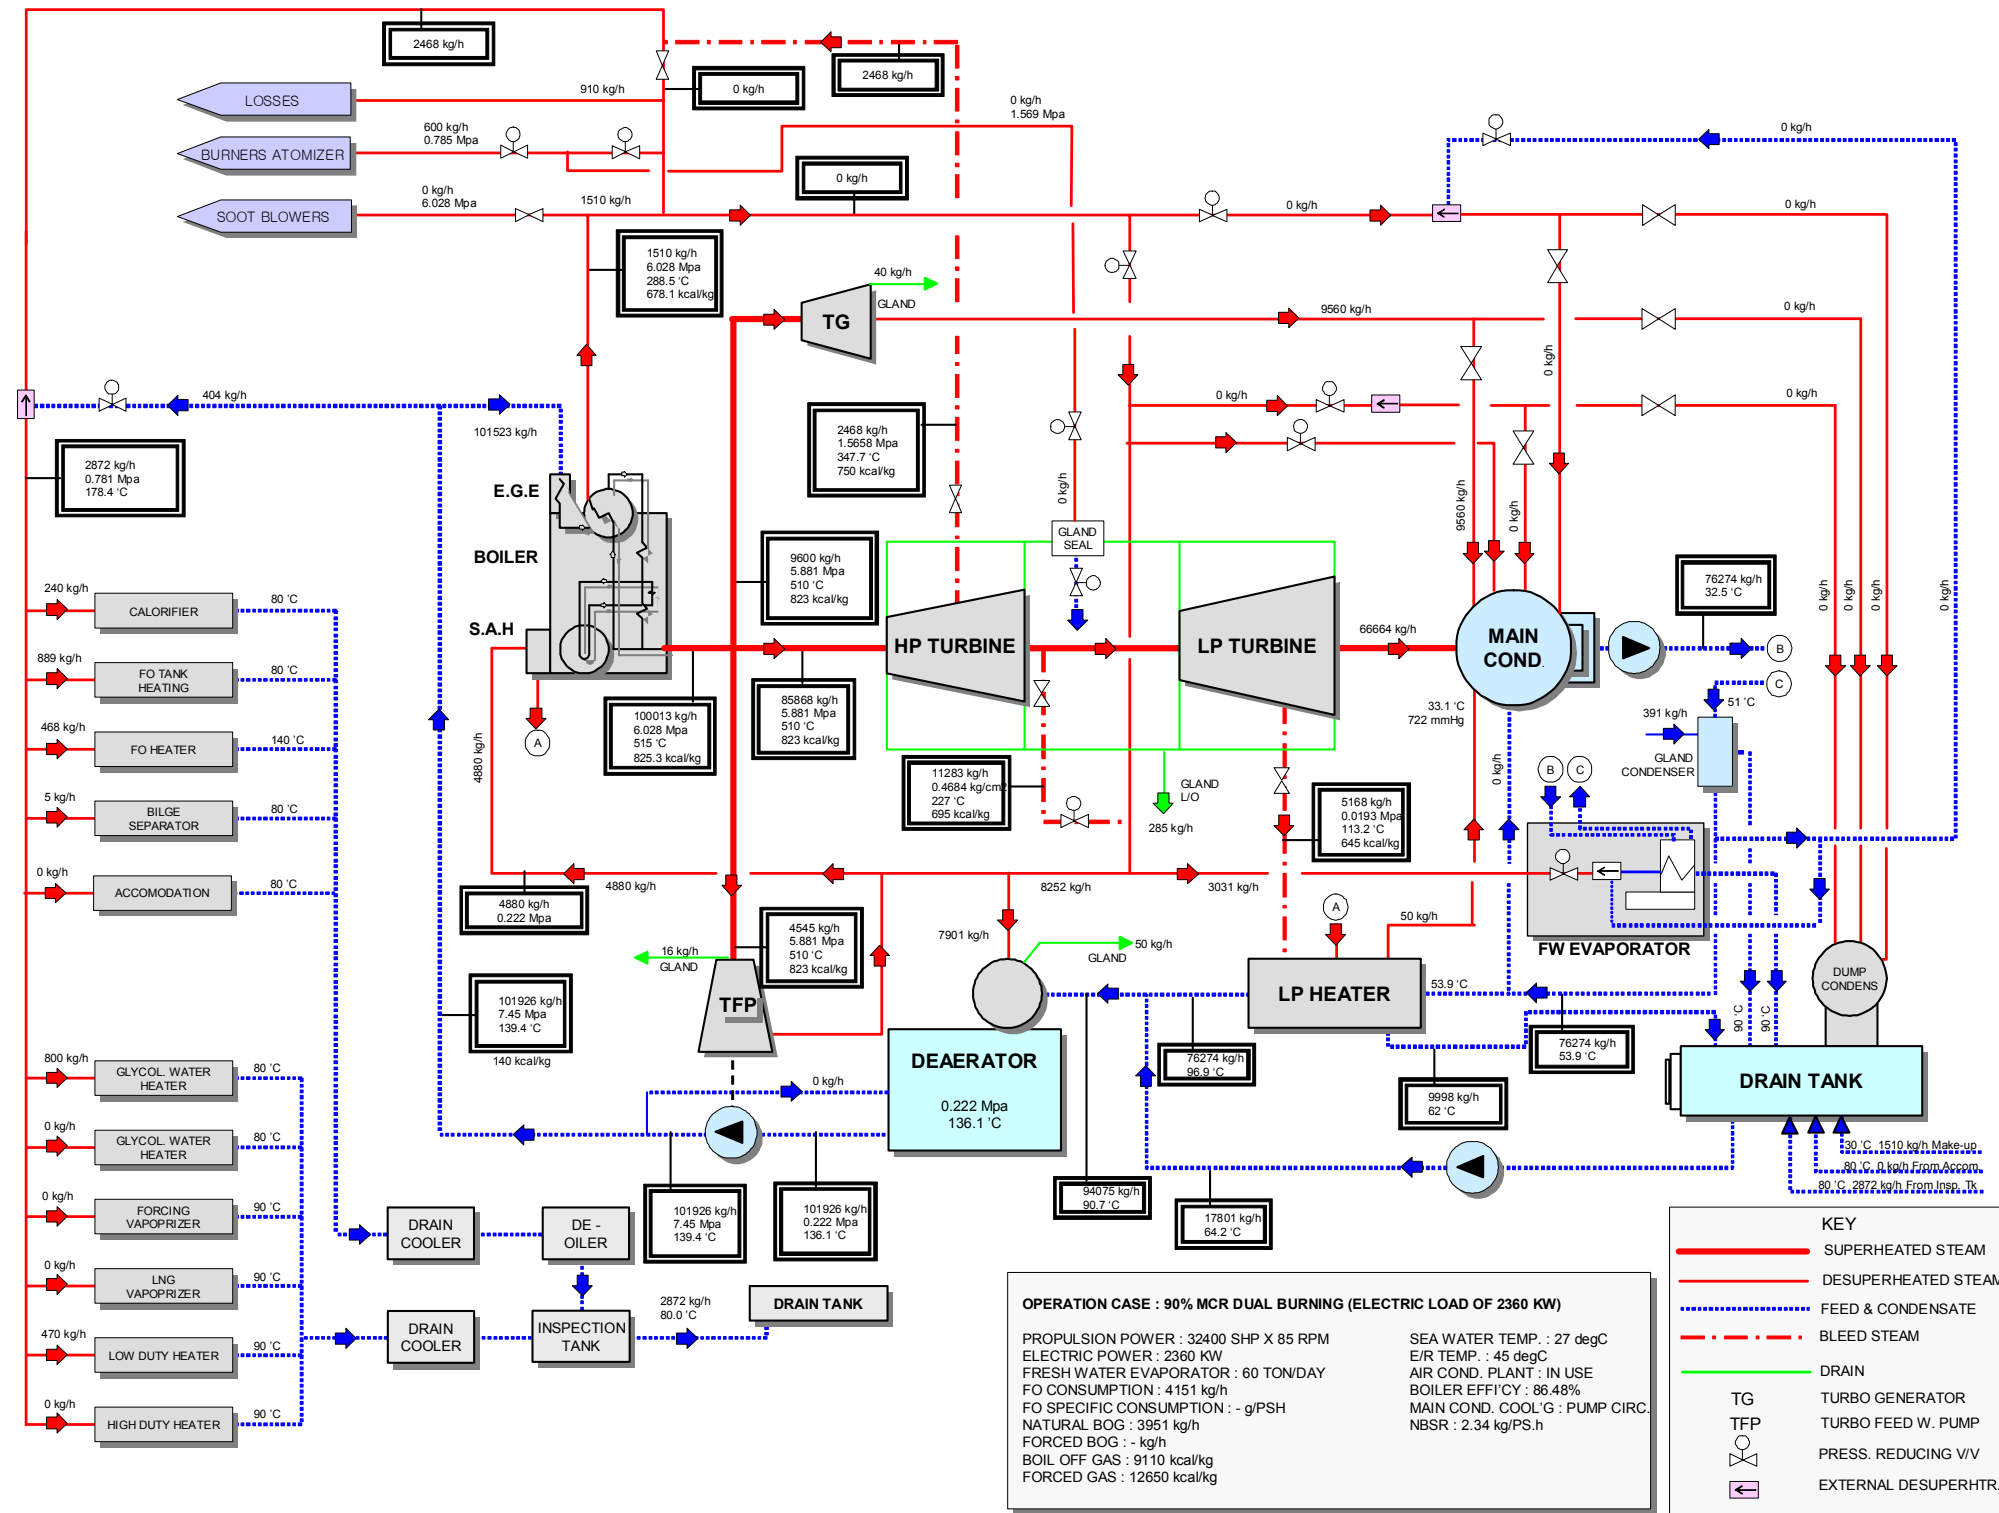 2468 kg/h
2468 kg/h
0 kg/h
LOSSES
910 kg/h
0 kg/h
1.569 Mpa
600 kg/h
0.785 Mpa
BURNERS ATOMIZER
0 kg/h
0 kg/h
0 kg/h
6.028 Mpa
SOOT BLOWERS
1510 kg/h
0 kg/h
0 kg/h
1510 kg/h
6.028 Mpa
288.5 'C
678.1 kcal/kg
40 kg/h
GLAND
TG
9560 kg/h
0 kg/h
0 kg/h
404 kg/h
101523 kg/h
0 kg/h
0 kg/h
2872 kg/h
0.781 Mpa
178.4 'C
2468 kg/h
1.5658 Mpa
347.7 'C
750 kcal/kg
E.G.E
BOILER
S.A.H
0 kg/h
9560 kg/h
0 kg/h
GLAND
SEAL
9600 kg/h
5.881 Mpa
510 'C
823 kcal/kg
76274 kg/h
32.5 'C
0 kg/h
0 kg/h
0 kg/h
0 kg/h
HP TURBINE
LP TURBINE
66664 kg/h
MAIN
COND.
B
C
240 kg/h
CALORIFIER
80 'C
889 kg/h
FO TANK
HEATING
80 'C
468 kg/h
FO HEATER
140 'C
5 kg/h
BILGE
SEPARATOR
80 'C
0 kg/h
ACCOMODATION
80 'C
4880 kg/h
A
100013 kg/h
6.028 Mpa
515 'C
825.3 kcal/kg
85868 kg/h
5.881 Mpa
510 'C
823 kcal/kg
33.1 'C
722 mmHg
51 'C
391 kg/h
GLAND
CONDENSER
0 kg/h
11283 kg/h
0.4684 kg/cm2
227 'C
695 kcal/kg
GLAND
L/O
285 kg/h
5168 kg/h
0.0193 Mpa
113.2 'C
645 kcal/kg
B
C
FW EVAPORATOR
4880 kg/h
8252 kg/h
3031 kg/h
4880 kg/h
0.222 Mpa
4545 kg/h
5.881 Mpa
510 'C
823 kcal/kg
16 kg/h
GLAND
TFP
7901 kg/h
50 kg/h
GLAND
A
50 kg/h
LP HEATER
53.9 'C
DUMP
CONDENS
90 'C
90 'C
101926 kg/h
7.45 Mpa
139.4 'C
140 kcal/kg
0 kg/h
DEAERATOR
0.222 Mpa
136.1 'C
76274 kg/h
96.9 'C
76274 kg/h
53.9 'C
9998 kg/h
62 'C
DRAIN TANK
30 'C  1510 kg/h Make-up
80 'C  0 kg/h From Accom.
80 'C  2872 kg/h From Insp. Tk
800 kg/h
GLYCOL. WATER
HEATER
80 'C
0 kg/h
GLYCOL. WATER
HEATER
80 'C
0 kg/h
FORCING
VAPOPRIZER
90 'C
0 kg/h
LNG
VAPOPRIZER
90 'C
470 kg/h
LOW DUTY HEATER
90 'C
0 kg/h
HIGH DUTY HEATER
90 'C
101926 kg/h
7.45 Mpa
139.4 'C
101926 kg/h
0.222 Mpa
136.1 'C
94075 kg/h
90.7 'C
17801 kg/h
64.2 'C
DRAIN
COOLER
DE -
OILER
DRAIN
COOLER
INSPECTION
TANK
2872 kg/h
80.0 'C
DRAIN TANK
OPERATION CASE : 90% MCR DUAL BURNING (ELECTRIC LOAD OF 2360 KW)
PROPULSION POWER : 32400 SHP X 85 RPM
ELECTRIC POWER : 2360 KW
FRESH WATER EVAPORATOR : 60 TON/DAY
FO CONSUMPTION : 4151 kg/h
FO SPECIFIC CONSUMPTION : - g/PSH
NATURAL BOG : 3951 kg/h
FORCED BOG : - kg/h
BOIL OFF GAS : 9110 kcal/kg
FORCED GAS : 12650 kcal/kg
SEA WATER TEMP. : 27 degC
E/R TEMP. : 45 degC
AIR COND. PLANT : IN USE
BOILER EFFI'CY : 86.48%
MAIN COND. COOL'G : PUMP CIRC.
NBSR : 2.34 kg/PS.h
KEY
SUPERHEATED STEAM
DESUPERHEATED STEAM
FEED & CONDENSATE
BLEED STEAM
DRAIN
TG TURBO GENERATOR
TFP TURBO FEED W. PUMP
PRESS. REDUCING V/V
EXTERNAL DESUPERHTR.